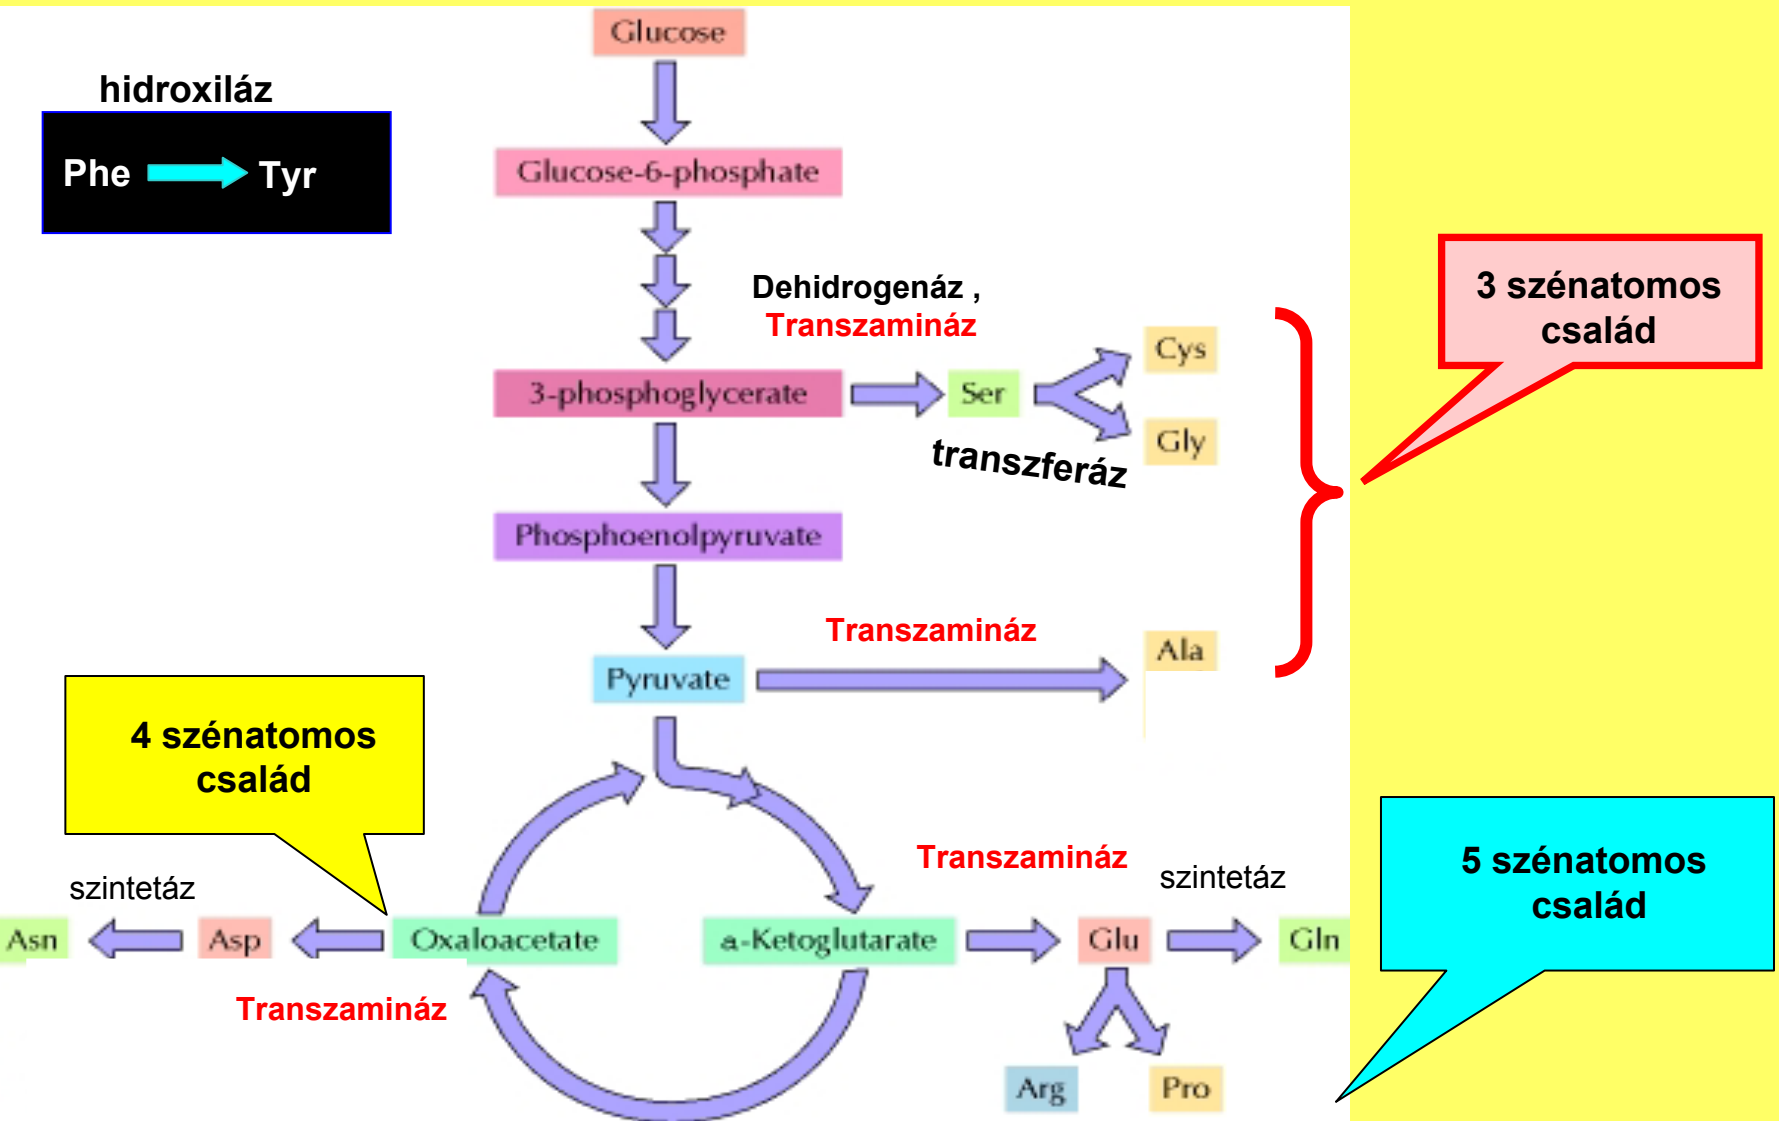 Glucose
hidroxiláz
Phe
Tyr
Glucose-6-phosphate
Dehidrogenáz ,
Transzamináz
3 szénatomos
család
Cys
3-phosphoglycerate
Ser
Gly
transzferáz
Phosphoenolpyruvate
Transzamináz
Ala
Pyruvate
4 szénatomos
család
Transzamináz
szintetáz
5 szénatomos
család
szintetáz
Asn
Asp
Oxaloacetate
a-Ketoglutarate
Glu
Gln
Transzamináz
Arg
Pro